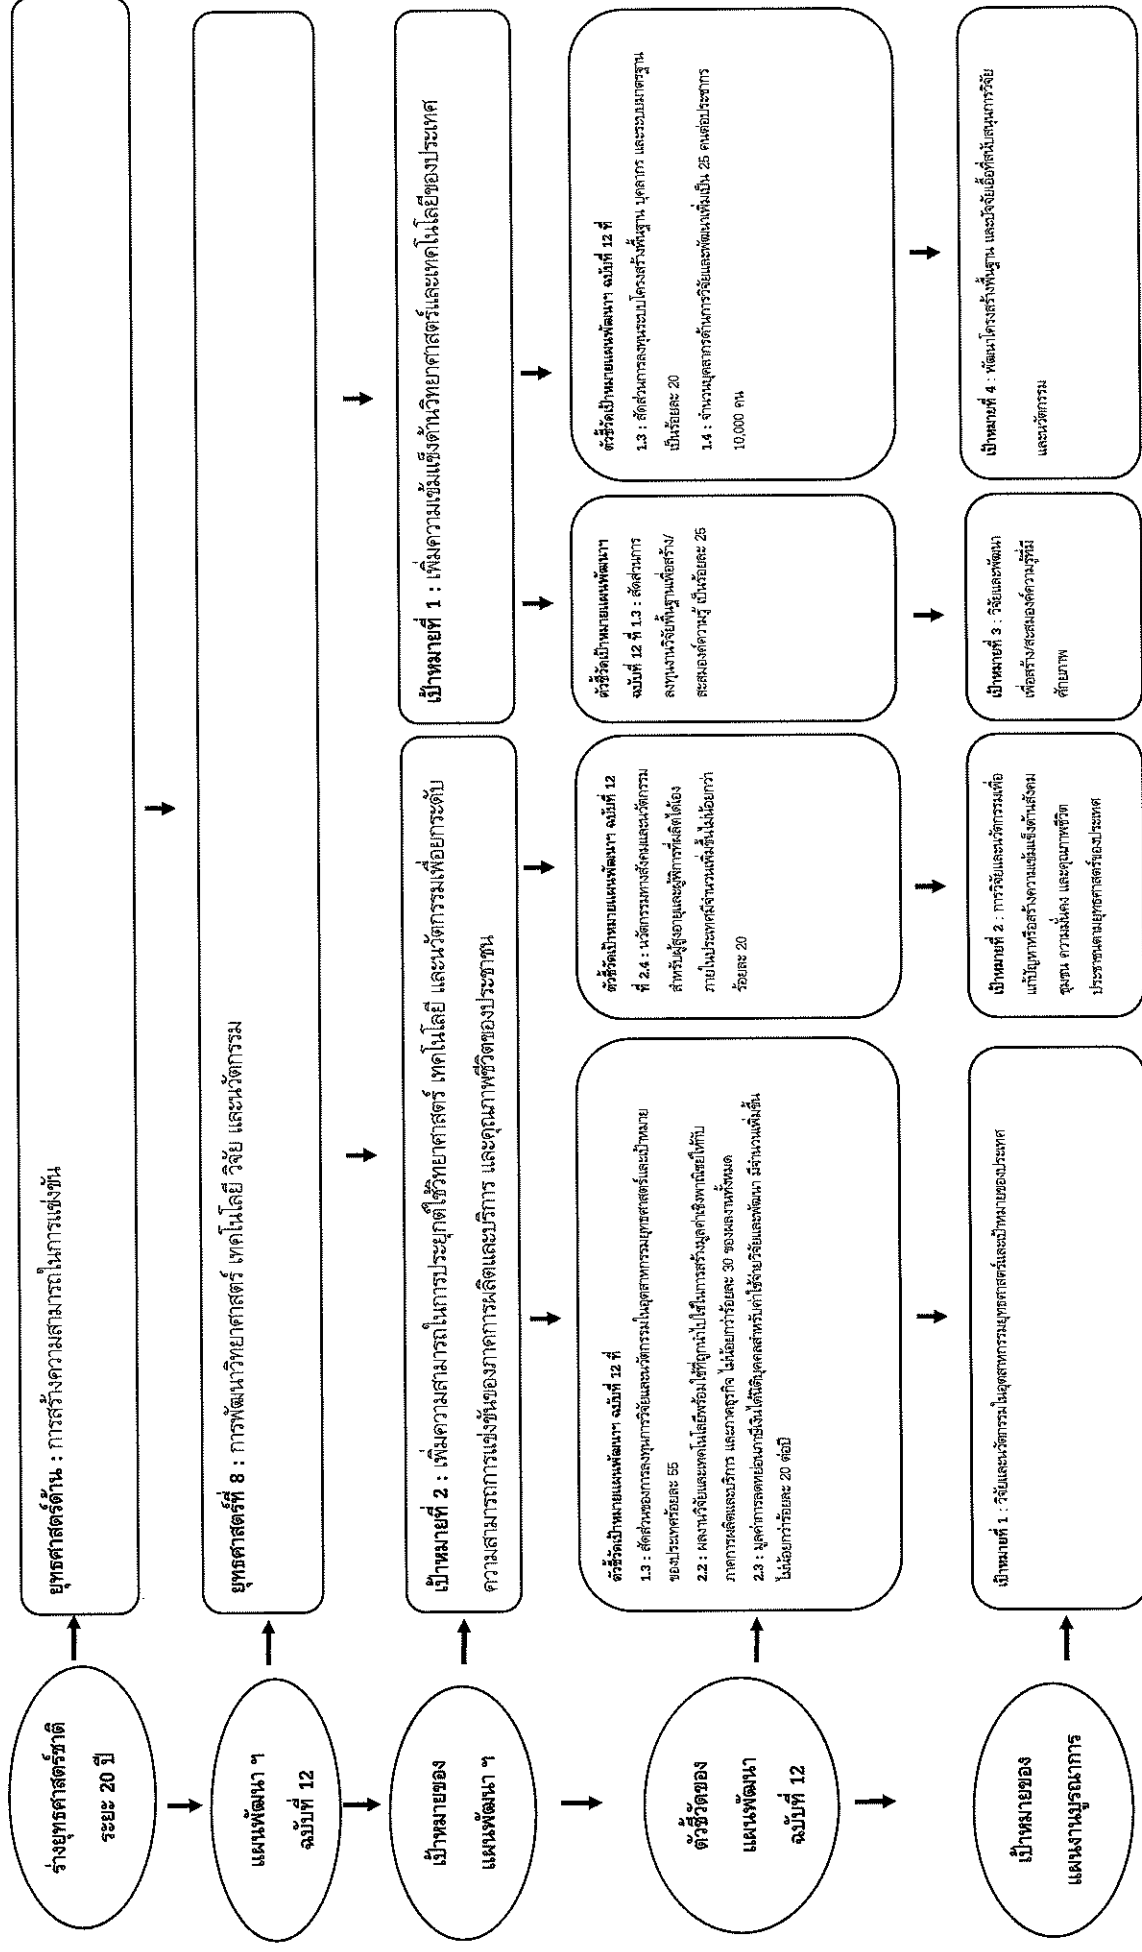 ร่างยุทธศาสตร์ชาติ
ระยะ 20 ปี
ยุทธศาสตร์ด้าน : การสร้างความสามารถในการแข่งขัน
แผนพัฒนา ฯ
ฉบับที่ 12
ยุทธศาสตร์ที่ 8 : การพัฒนาวิทยาศาสตร์ เทคโนโลยี วิจัย และนวัตกรรม
เป้าหมายของ
แผนพัฒนา ฯ
เป้าหมายที่ 2 : เพิ่มความสามารถในการประยุกต์ใช้วิทยาศาสตร์ เทคโนโลยี และนวัตกรรมเพื่อยกระดับ
ความสามารถการแข่งขันของภาคการผลิตและบริการ และคุณภาพชีวิตของประชาชน
เป้าหมายที่ 1 : เพิ่มความเข้มแข็งด้านวิทยาศาสตร์และเทคโนโลยีของประเทศ
ตัวชี้วัดของ
แผนพัฒนา
ฉบับที่ 12
ตัวชี้วัดเป้าหมายแผนพัฒนาฯ ฉบับที่ 12 ที่
1.3 : สัดส่วนของการลงทุนการวิจัยและนวัตกรรมในอุตสาหกรรมยุทธศาสตร์และเป้าหมาย
ของประเทศร้อยละ 55
2.2 : ผลงานวิจัยและเทคโนโลยีพร้อมใช้ที่ถูกนำไปใช้ในการสร้างมูลค่าเชิงพาณิชย์ให้กับ
ภาคการผลิตและบริการ และภาคธุรกิจ ไม่น้อยกว่าร้อยละ 30 ของผลงานทั้งหมด
2.3 : มูลค่าการลดหย่อนภาษีเงินได้นิติบุคคลสำหรับค่าใช้จ่ายวิจัยและพัฒนา มีจำนวนเพิ่มขึ้น
ไม่น้อยกว่าร้อยละ 20 ต่อปี
ตัวชี้วัดเป้าหมายแผนพัฒนาฯ ฉบับที่ 12
ที่ 2.4 : นวัตกรรมทางสังคมและนวัตกรรม
สำหรับผู้สูงอายุและผู้พิการที่ผลิตได้เอง
ภายในประเทศมีจำนวนเพิ่มขึ้นไม่น้อยกว่า
ร้อยละ 20
ตัวชี้วัดเป้าหมายแผนพัฒนาฯ
ฉบับที่ 12 ที่ 1.3 : สัดส่วนการ
ลงทุนงานวิจัยพื้นฐานเพื่อสร้าง/
สะสมองค์ความรู้ เป็นร้อยละ 25
ตัวชี้วัดเป้าหมายแผนพัฒนาฯ ฉบับที่ 12 ที่
1.3 : สัดส่วนการลงทุนระบบโครงสร้างพื้นฐาน บุคลากร และระบบมาตรฐาน
เป็นร้อยละ 20
1.4 : จำนวนบุคลากรด้านการวิจัยและพัฒนาเพิ่มเป็น 25 คนต่อประชากร
10,000 คน
เป้าหมายของ
แผนงานบูรณาการ
เป้าหมายที่ 1 : วิจัยและนวัตกรรมในอุตสาหกรรมยุทธศาสตร์และเป้าหมายของประเทศ
เป้าหมายที่ 2 : การวิจัยและนวัตกรรมเพื่อ
แก้ปัญหาหรือสร้างความเข้มแข็งด้านสังคม
ชุมชน ความมั่นคง และคุณภาพชีวิต
ประชาชนตามยุทธศาสตร์ของประเทศ
เป้าหมายที่ 3 : วิจัยและพัฒนา
เพื่อสร้าง/สะสมองค์ความรู้ที่มี
ศักยภาพ
เป้าหมายที่ 4 : พัฒนาโครงสร้างพื้นฐาน และปัจจัยเอื้อที่สนับสนุนการวิจัย
และนวัตกรรม